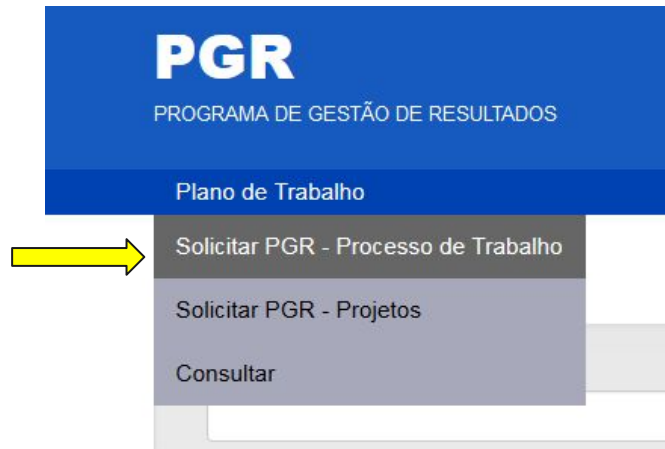 PGR
PROGRAMA DE GESTÃO DE RESULTADOS
Plano de Trabalho
Solicitar PGR - Processo de Trabalho
Solicitar PGR - Projetos
Consultar